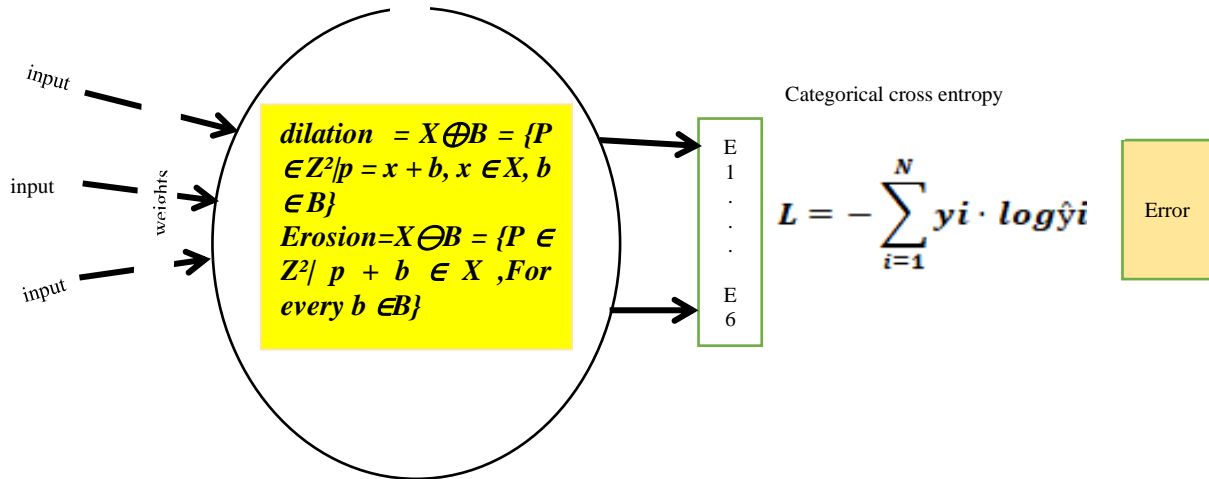 input
input
input
weights
dilation = X⊕B = {P
∈Z²|p = x + b, x ∈ X, b
∈ B}
Erosion=X⊖B = {P ∈
Z²| p + b ∈ X ,For
every b ∈B}
E
1
.
.
.
E
6
Categorical cross entropy
L = − ∑_{i=1}^{N} yi · logŷi
Error